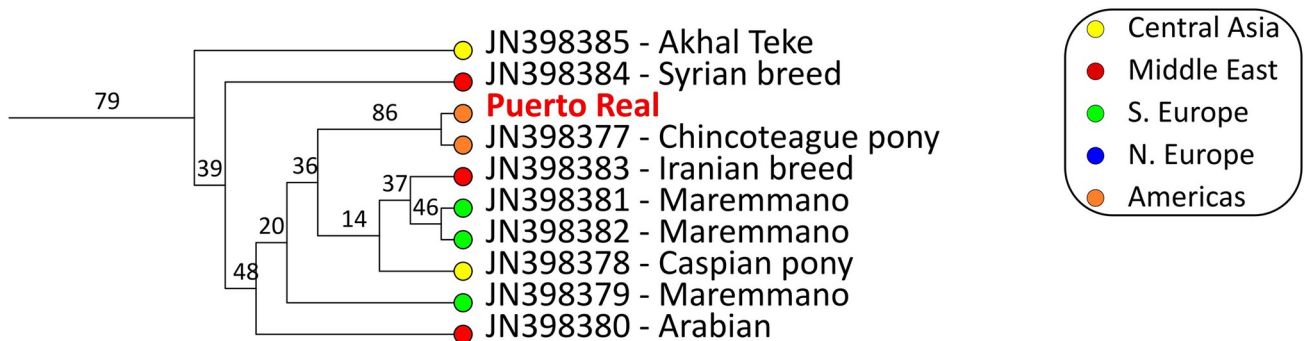 JN398385 - Akhal Teke
JN398384 - Syrian breed
79
86
Puerto Real
JN398377 - Chincoteague pony
39
36
37
JN398383 - Iranian breed
46
JN398381 - Maremmano
20
14
JN398382 - Maremmano
48
JN398378 - Caspian pony
JN398379 - Maremmano
JN398380 - Arabian
Central Asia
Middle East
S. Europe
N. Europe
Americas